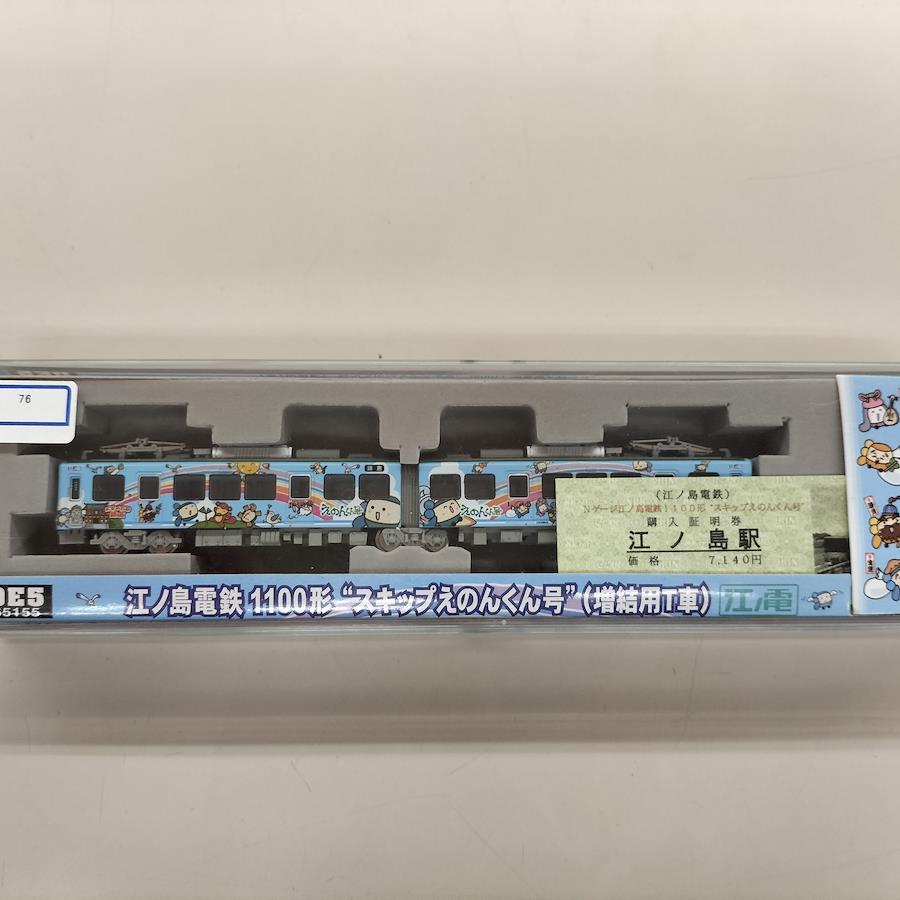 76
(江ノ島電鉄)
Nゲージ江ノ島電鉄1100形"スキップえのんくん号"
購入証明券
江ノ島駅
価格 7,140円
えのんくん号
えのんくん号
DE5
55155
江ノ島電鉄 1100形 “スキップえのんくん号” (増結用T車) 江ノ電